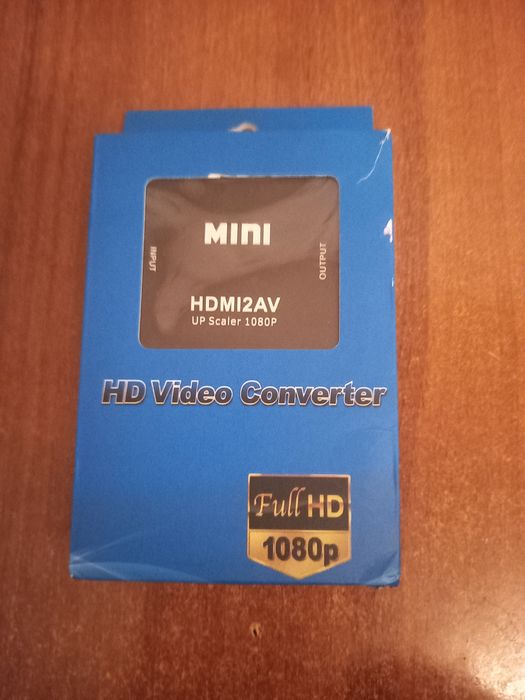 MINI
INPUT
OUTPUT
HDMI2AV
UP Scaler 1080P
HD Video Converter
Full HD
1080p